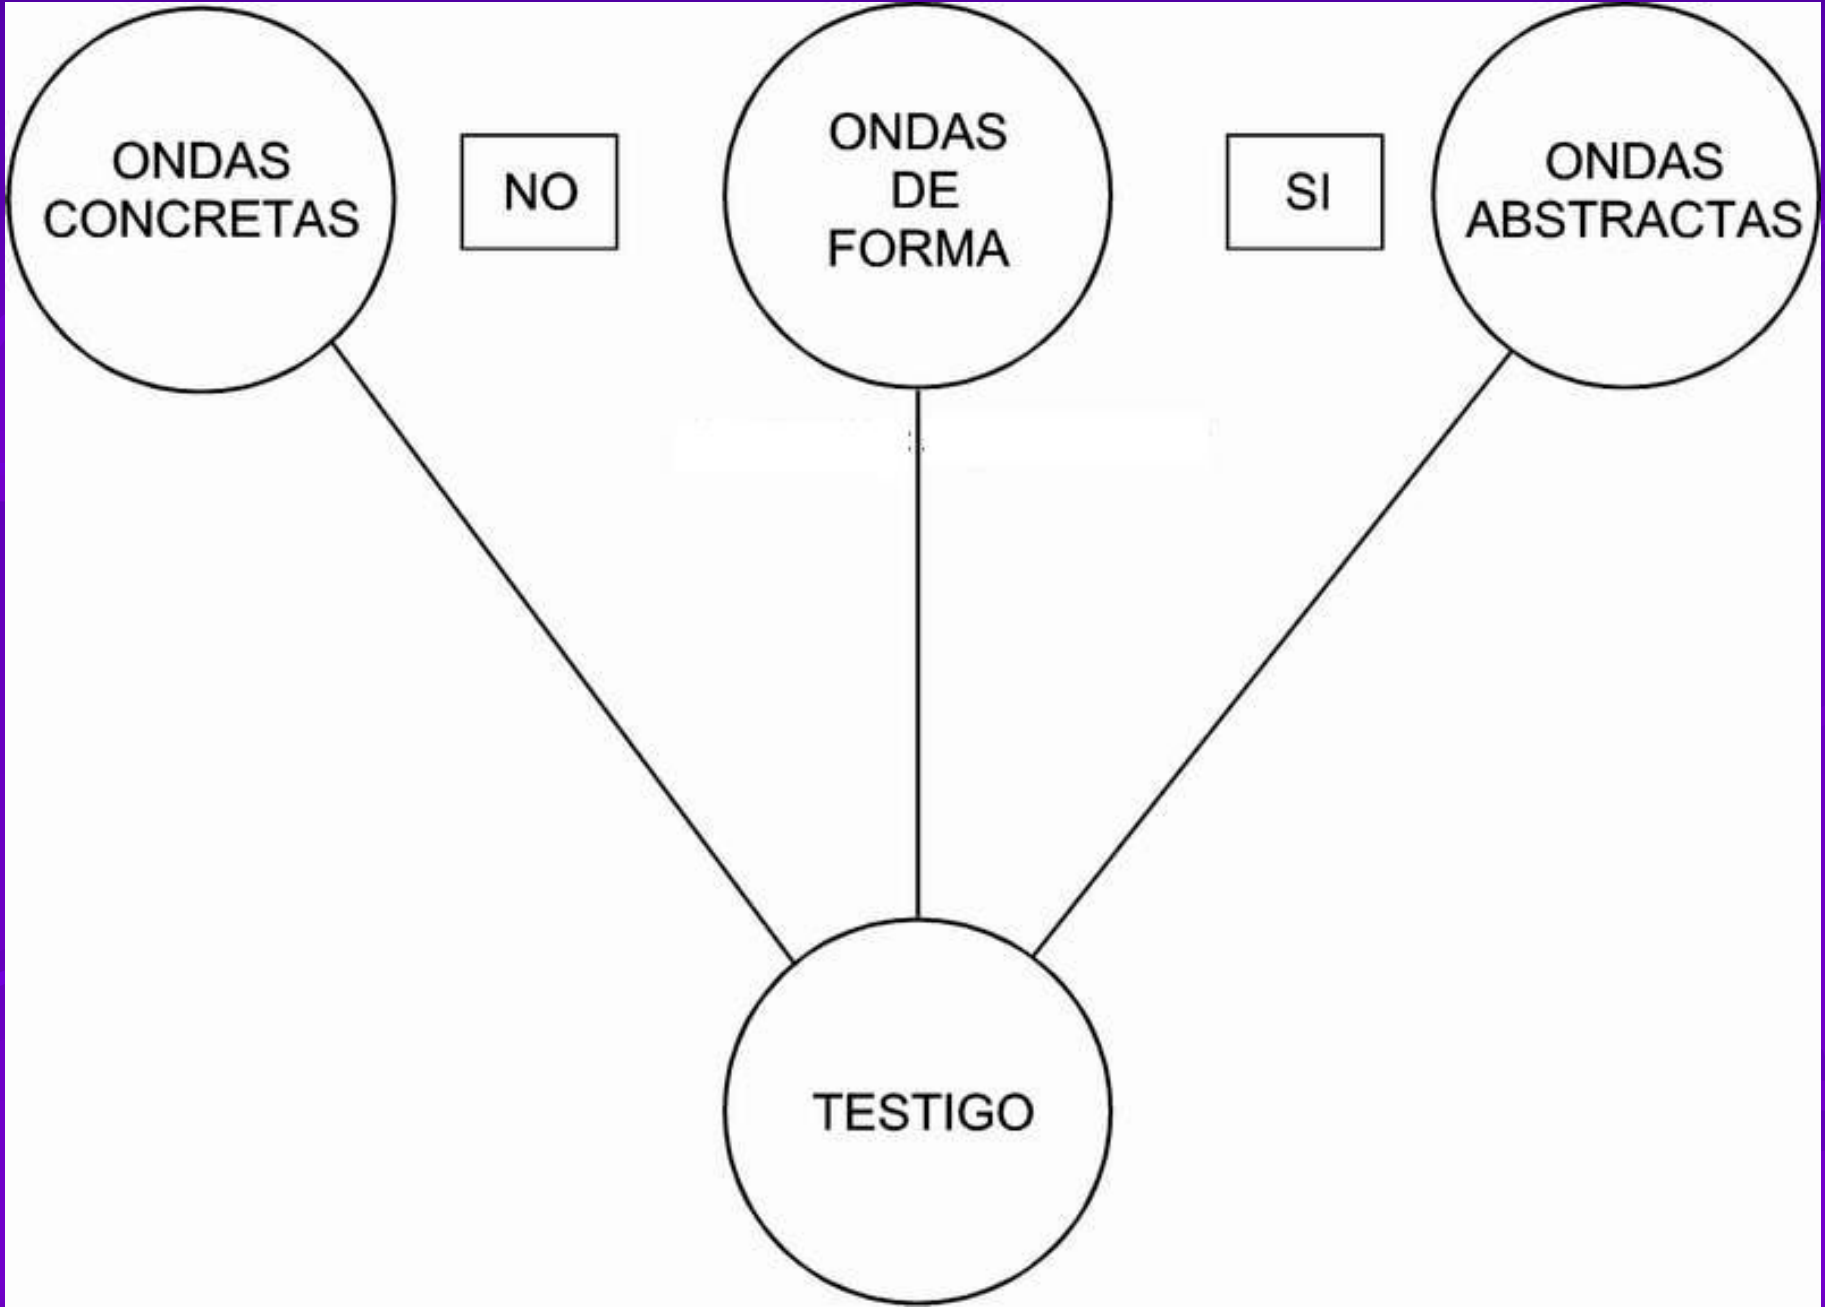 ONDAS
CONCRETAS
NO
ONDAS
DE
FORMA
SI
ONDAS
ABSTRACTAS
TESTIGO